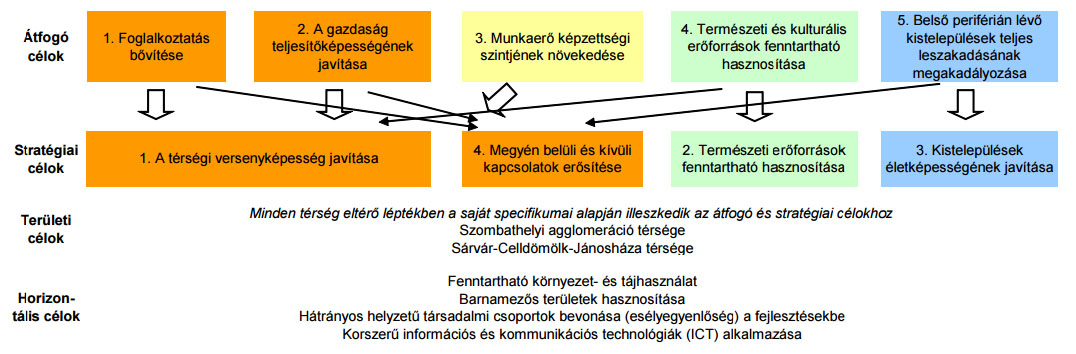 Átfogó
célok
1. Foglalkoztatás
bővítése
2. A gazdaság
teljesítőképességének
javítása
3. Munkaerő képzettségi
szintjének növekedése
4. Természeti és kulturális
erőforrások fenntartható
hasznosítása
5. Belső periférián lévő
kistelepülések teljes
leszakadásának
megakadályozása
Stratégiai
célok
1. A térségi versenyképesség javítása
4. Megyén belüli és kívüli
kapcsolatok erősítése
2. Természeti erőforrások
fenntartható hasznosítása
3. Kistelepülések
életképességének javítása
Területi
célok
Minden térség eltérő léptékben a saját specifikumai alapján illeszkedik az átfogó és stratégiai célokhoz
Szombathelyi agglomeráció térsége
Sárvár-Celldömölk-Jánosháza térsége
Horizon-
tális célok
Fenntartható környezet- és tájhasználat
Barnamezős területek hasznosítása
Hátrányos helyzetű társadalmi csoportok bevonása (esélyegyenlőség) a fejlesztésekbe
Korszerű információs és kommunikációs technológiák (ICT) alkalmazása